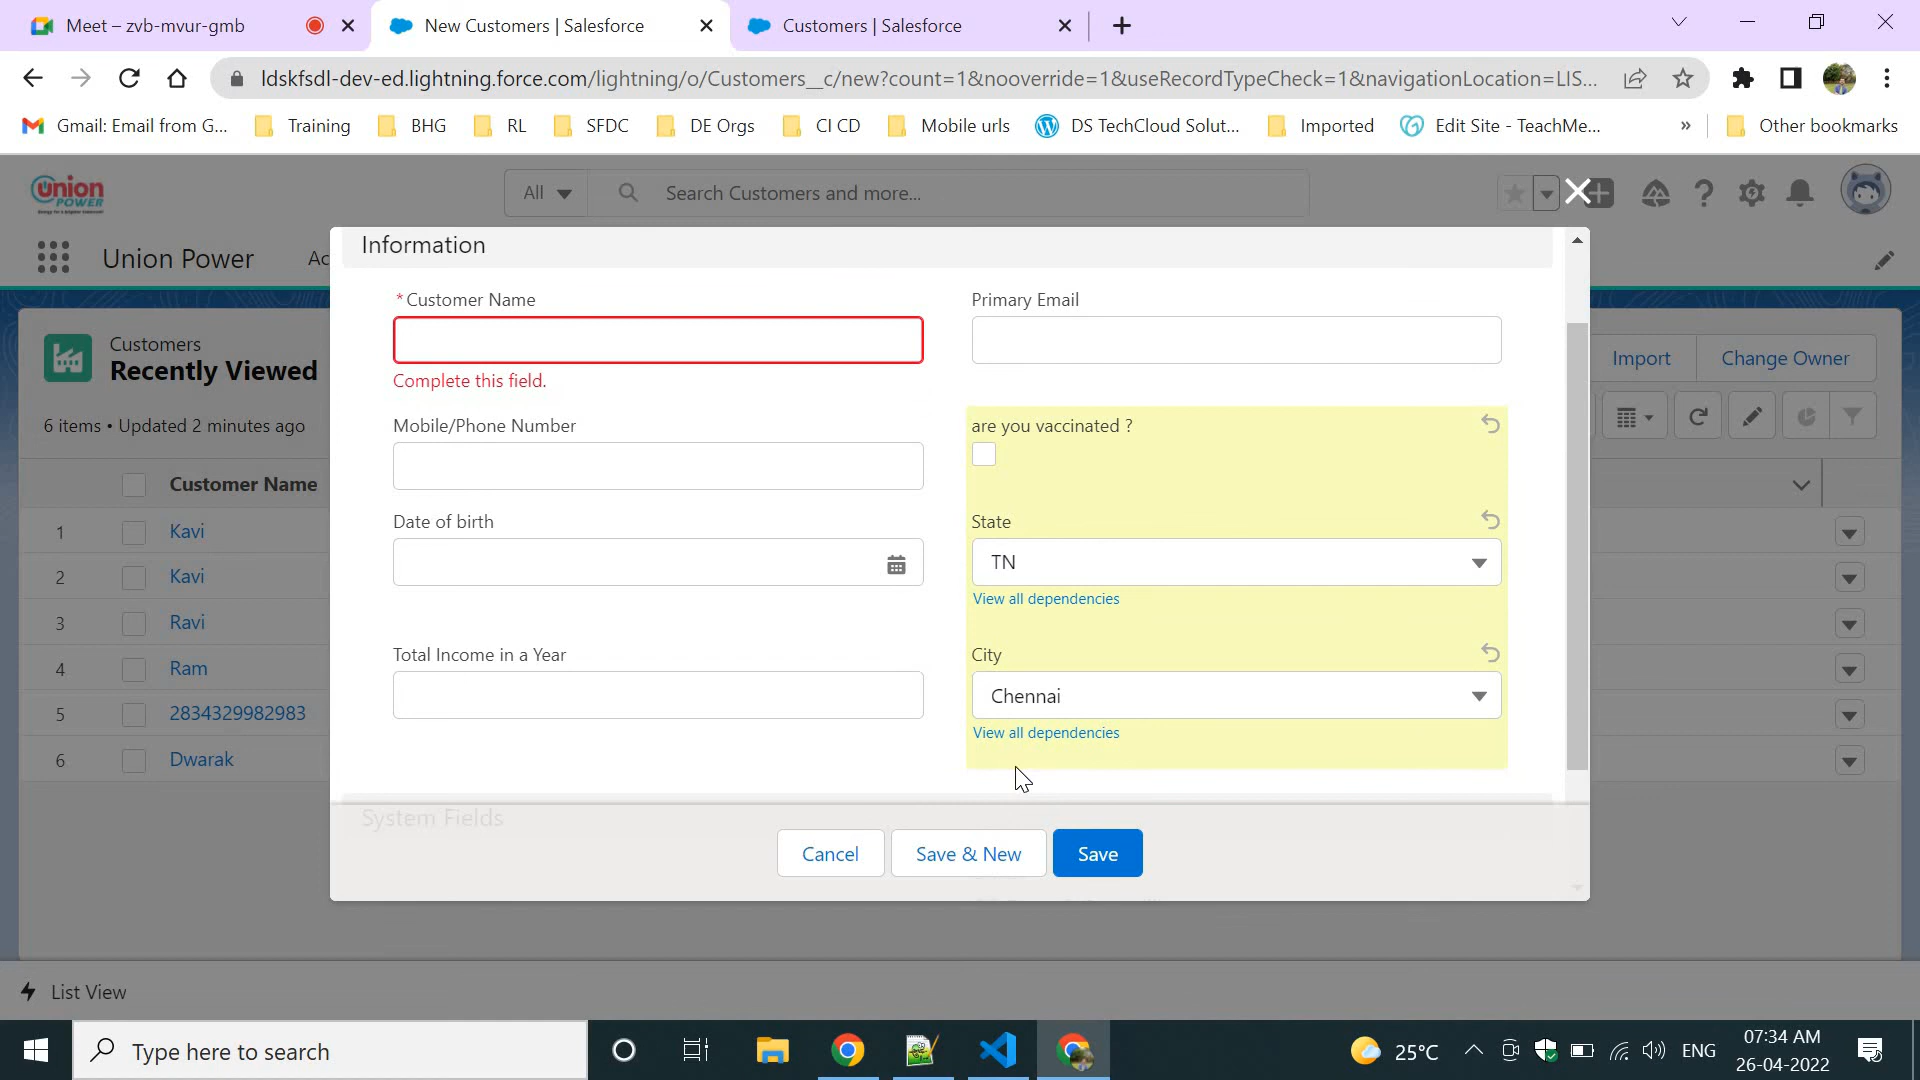 Meet – zvb-mvur-gmb
New Customers | Salesforce
Customers | Salesforce
ldskfsdl-dev-ed.lightning.force.com/lightning/o/Customers__c/new?count=1&nooverride=1&useRecordTypeCheck=1&navigationLocation=LIS...
Gmail: Email from G...
Training
BHG
RL
SFDC
DE Orgs
CI CD
Mobile urls
DS TechCloud Solut...
Imported
Edit Site - TeachMe...
»
Other bookmarks
union
POWER
All
Search Customers and more...
Union Power
Ac
Customers
Recently Viewed
Import
Change Owner
6 items • Updated 2 minutes ago
Customer Name
1 Kavi
2 Kavi
3 Ravi
4 Ram
5 2834329982983
6 Dwarak
Information
*Customer Name
Complete this field.
Primary Email
Mobile/Phone Number
are you vaccinated ?
Date of birth
State
TN
View all dependencies
Total Income in a Year
City
Chennai
View all dependencies
System Fields
Cancel
Save & New
Save
List View
Type here to search
25°C
ENG
07:34 AM
26-04-2022